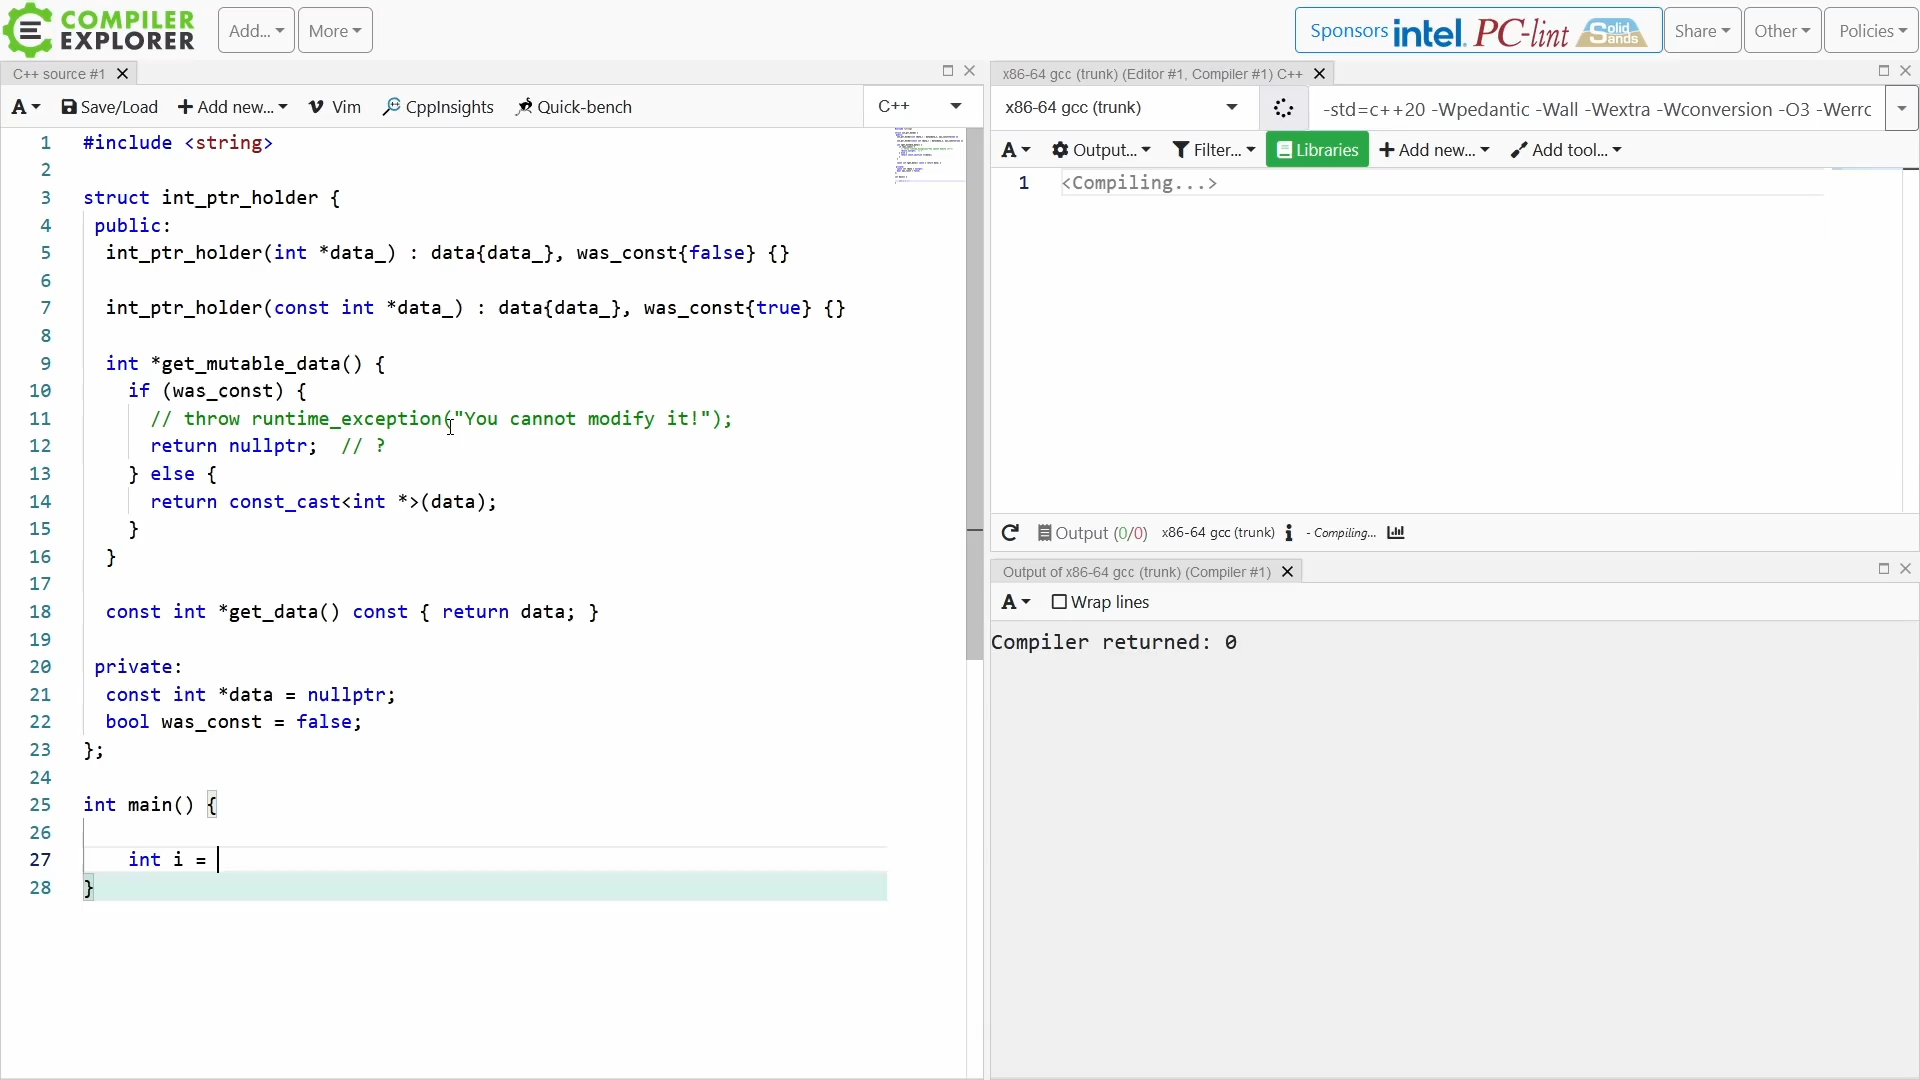 COMPILER EXPLORER
Add...
More
Sponsors intel. PC-lint Solid Sands
Share
Other
Policies
C++ source #1
A
Save/Load
Add new...
Vim
CppInsights
Quick-bench
C++
1 #include <string>
2
3 struct int_ptr_holder {
4 public:
5 int_ptr_holder(int *data_) : data{data_}, was_const{false} {}
6
7 int_ptr_holder(const int *data_) : data{data_}, was_const{true} {}
8
9 int *get_mutable_data() {
10 if (was_const) {
11 // throw runtime_exception("You cannot modify it!");
12 return nullptr;  // ?
13 } else {
14 return const_cast<int *>(data);
15 }
16 }
17
18 const int *get_data() const { return data; }
19
20 private:
21 const int *data = nullptr;
22 bool was_const = false;
23 };
24
25 int main() {
26
27 int i =
28 }
x86-64 gcc (trunk) (Editor #1, Compiler #1) C++
x86-64 gcc (trunk)
-std=c++20 -Wpedantic -Wall -Wextra -Wconversion -O3 -Werrc
A
Output...
Filter...
Libraries
Add new...
Add tool...
1 <Compiling...>
Output (0/0) x86-64 gcc (trunk) i - Compiling...
Output of x86-64 gcc (trunk) (Compiler #1)
A
Wrap lines
Compiler returned: 0